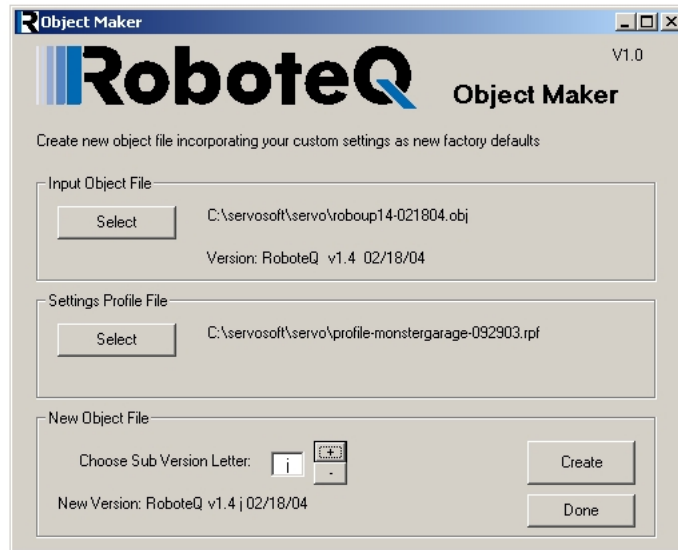 Object Maker
RoboteQ
V1.0
Object Maker
Create new object file incorporating your custom settings as new factory defaults
Input Object File
Select
C:\servosoft\servo\roboup14-021804.obj
Version: RoboteQ v1.4 02/18/04
Settings Profile File
Select
C:\servosoft\servo\profile-monstergarage-092903.rpf
New Object File
Choose Sub Version Letter: j + -
Create
New Version: RoboteQ v1.4 j 02/18/04
Done